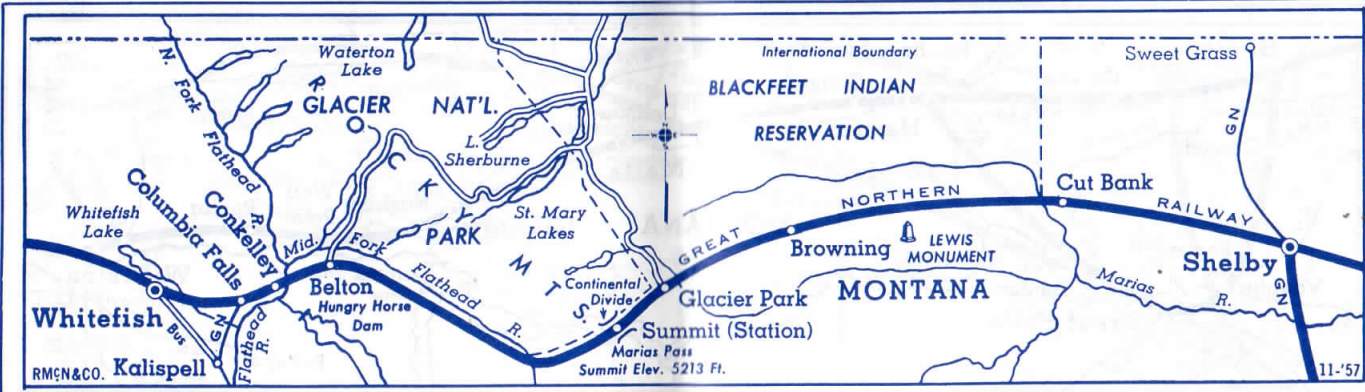 Waterton
Lake
GLACIER
NAT'L.
PARK
R O C K Y M T S.
L.
Sherburne
St. Mary
Lakes
International Boundary
BLACKFEET INDIAN
RESERVATION
Sweet Grass
GN
N. Fork Flathead R.
Whitefish
Lake
Columbia Falls
Conkelley
Mid. Fork Flathead R.
Belton
Hungry Horse
Dam
Whitefish
Bus
GN
Flathead
R.
Kalispell
Continental
Divide
Glacier Park
Summit (Station)
Marias Pass
Summit Elev. 5213 Ft.
GREAT NORTHERN RAILWAY
Browning
LEWIS
MONUMENT
MONTANA
Cut Bank
Marias R.
Shelby
GN
RMCN&CO.
11-'57